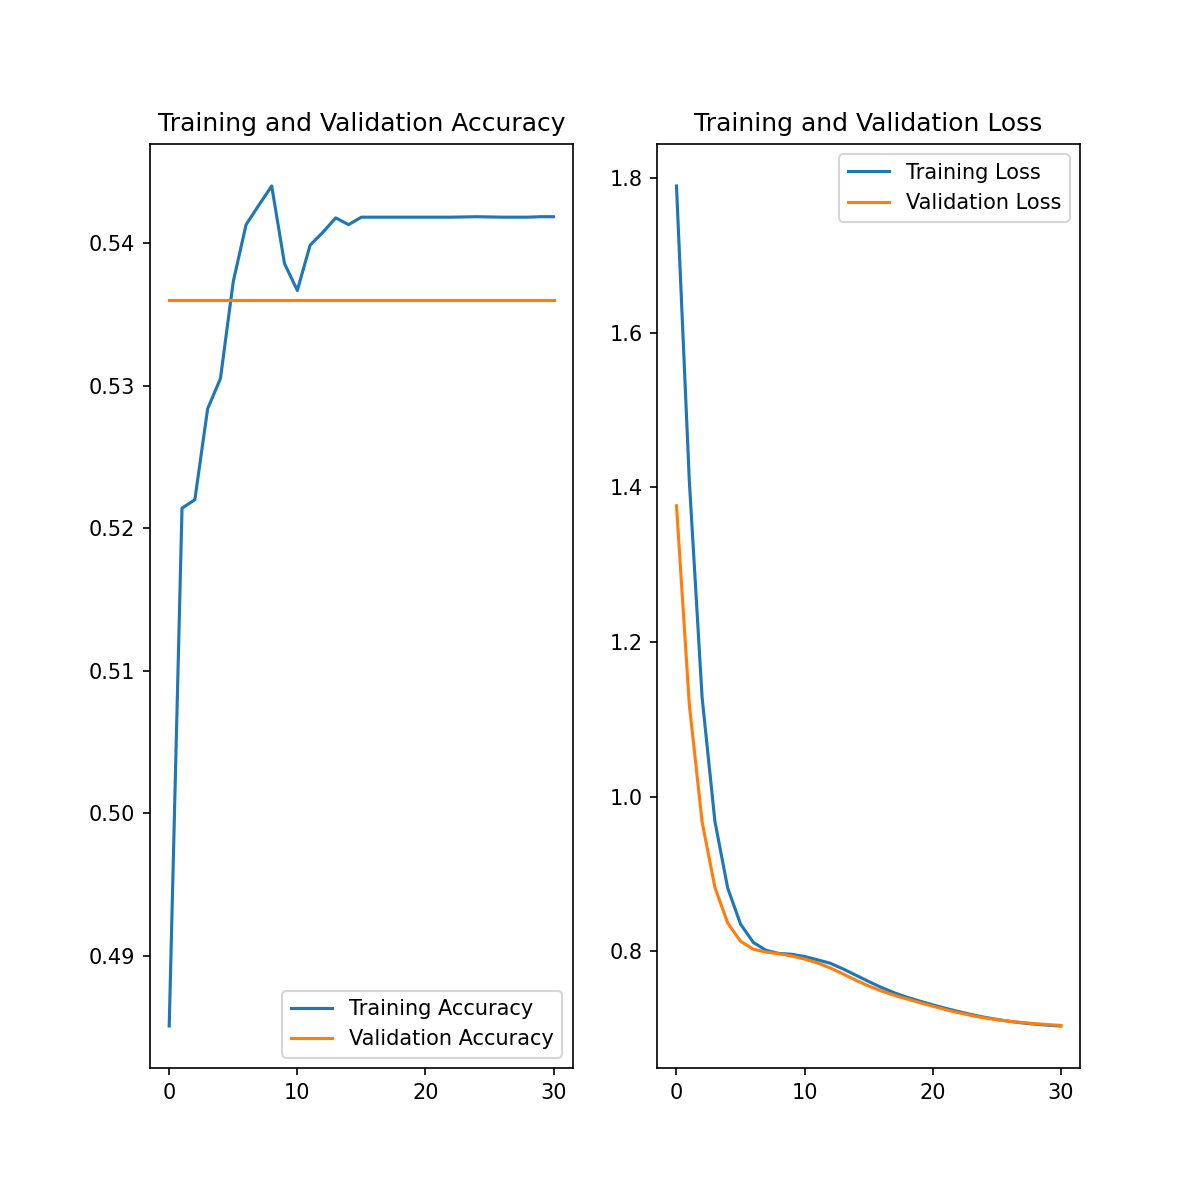 Training and Validation Accuracy
0.54
0.53
0.52
0.51
0.50
0.49
Training Accuracy
Validation Accuracy
0 10 20 30
Training and Validation Loss
Training Loss
Validation Loss
1.8
1.6
1.4
1.2
1.0
0.8
0 10 20 30